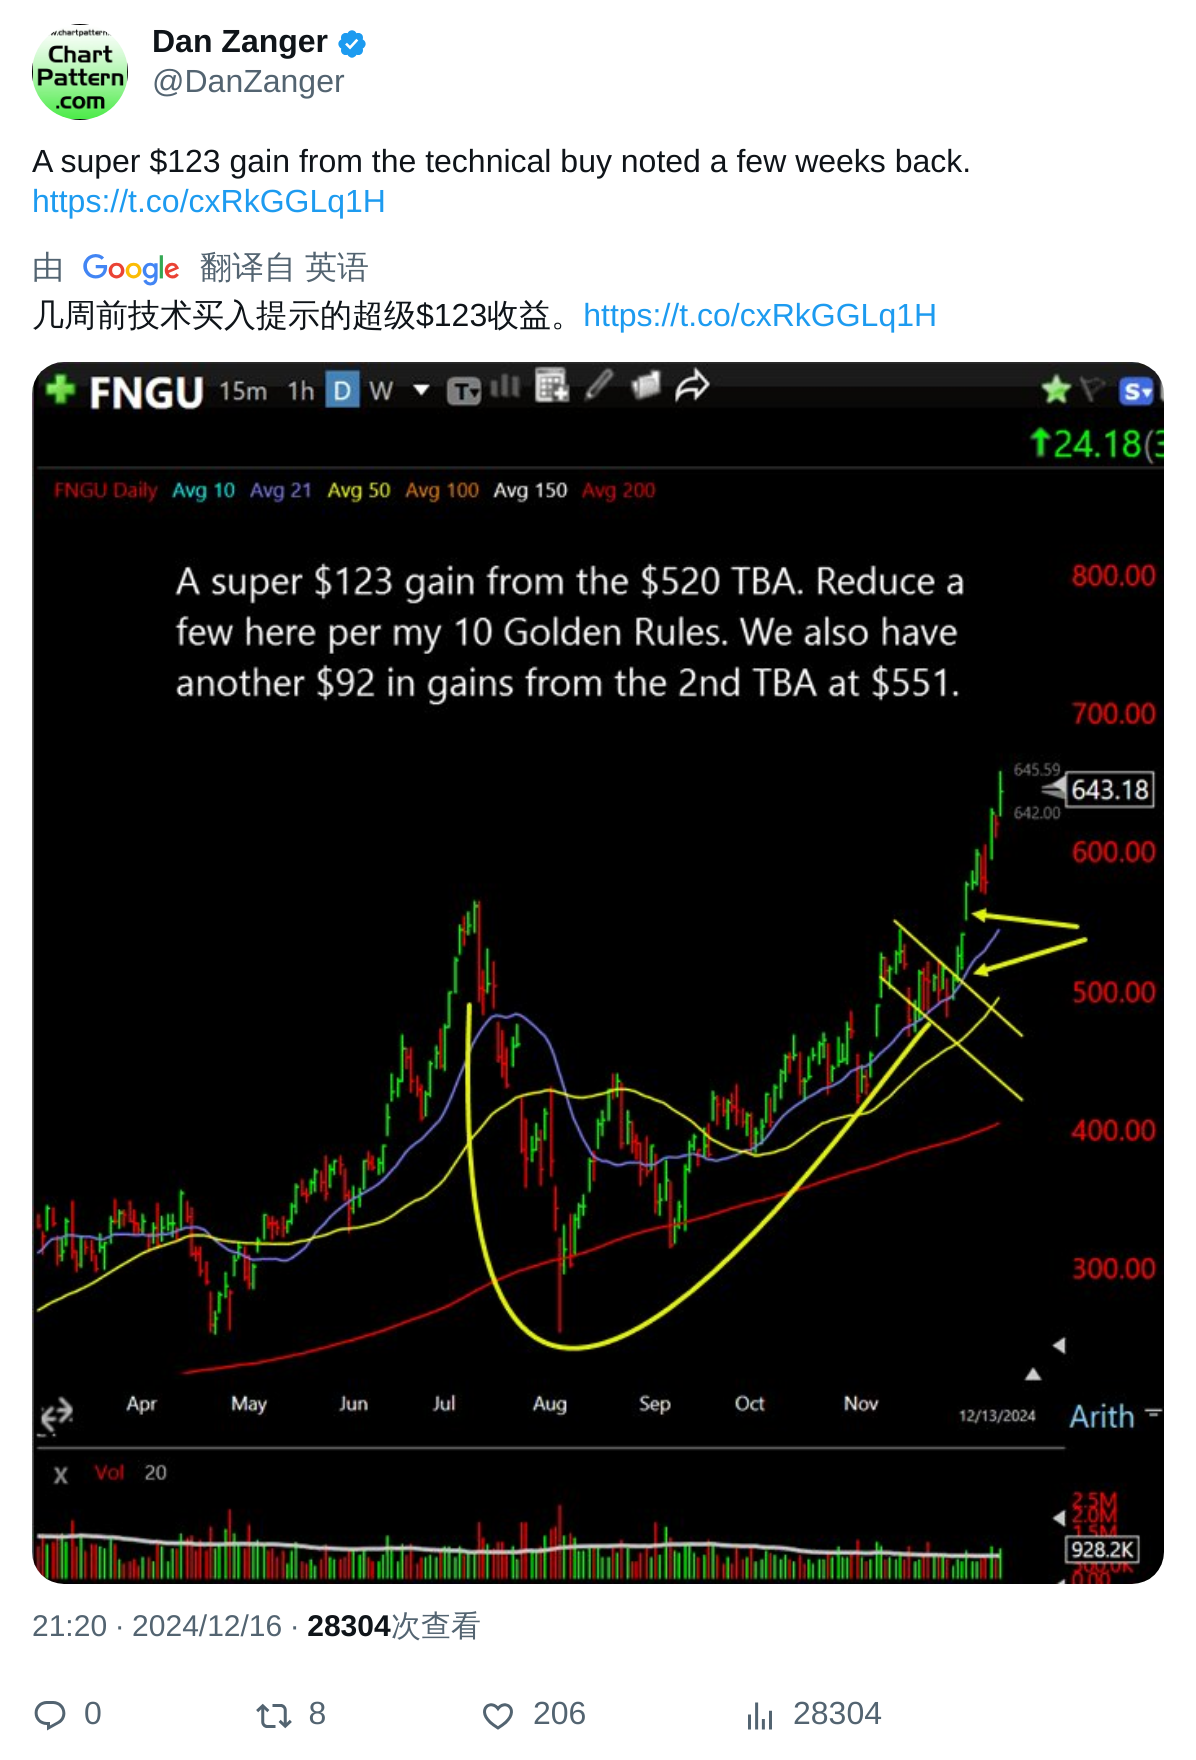 w.chartpattern.
Chart
Pattern
.com
Dan Zanger
@DanZanger
A super $123 gain from the technical buy noted a few weeks back.
https://t.co/cxRkGGLq1H
由 Google 翻译自 英语
几周前技术买入提示的超级$123收益。https://t.co/cxRkGGLq1H
FNGU 15m 1h D W T S
24.18(3
FNGU Daily Avg 10 Avg 21 Avg 50 Avg 100 Avg 150 Avg 200
A super $123 gain from the $520 TBA. Reduce a
few here per my 10 Golden Rules. We also have
another $92 in gains from the 2nd TBA at $551.
800.00
700.00
645.59
643.18
642.00
600.00
500.00
400.00
300.00
Apr May Jun Jul Aug Sep Oct Nov 12/13/2024 Arith
X Vol 20
2.5M
2.0M
1.5M
928.2K
0.00
21:20 · 2024/12/16 · 28304次查看
0 8 206 28304